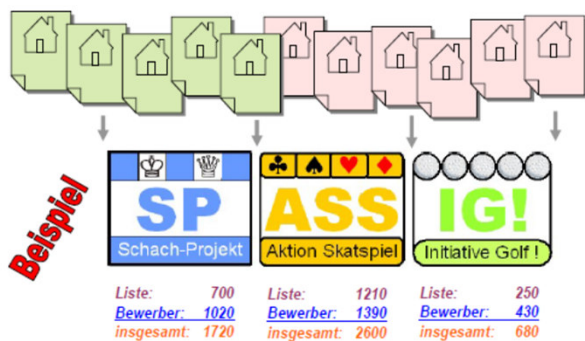 Beispiel
SP
Schach-Projekt
Liste: 700
Bewerber: 1020
insgesamt: 1720
ASS
Aktion Skatspiel
Liste: 1210
Bewerber: 1390
insgesamt: 2600
IG!
Initiative Golf !
Liste: 250
Bewerber: 430
insgesamt: 680